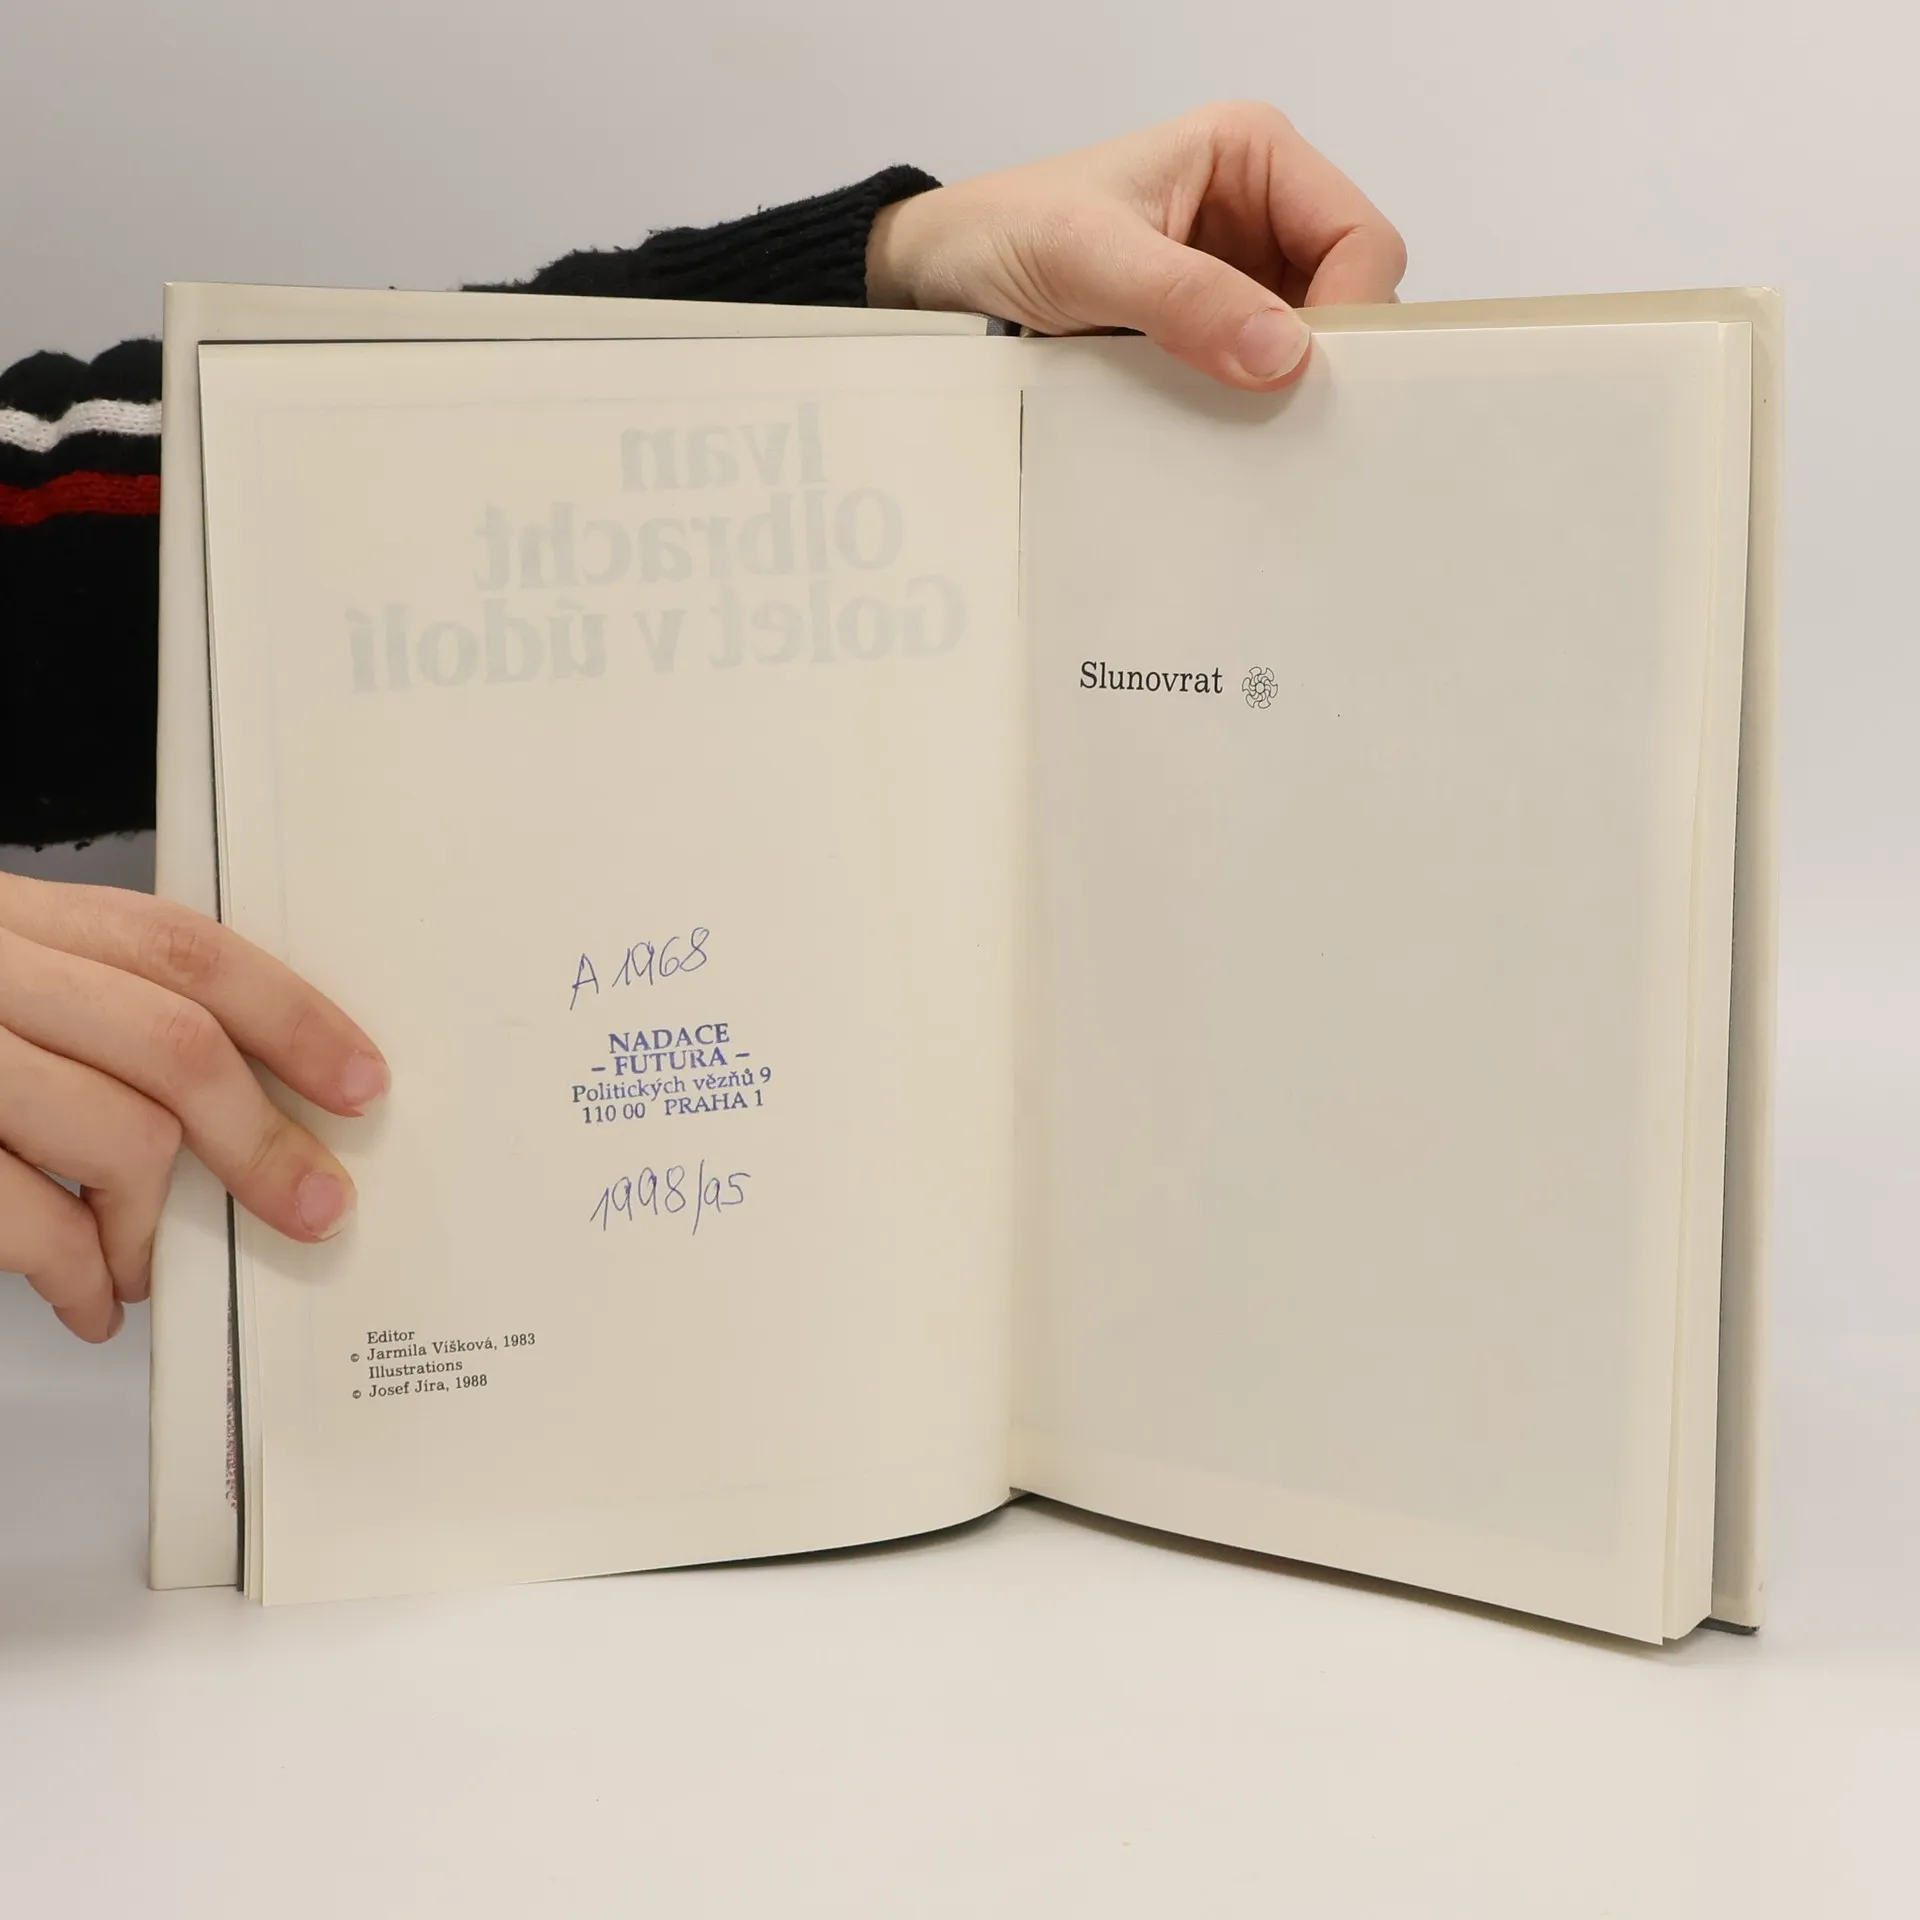 Ivan
Olbracht
Golet v údolí
A 1968
NADACE
– FUTURA –
Politických vězňů 9
110 00 PRAHA 1
1998/95
Editor
© Jarmila Víšková, 1983
Illustrations
© Josef Jíra, 1988
Slunovrat